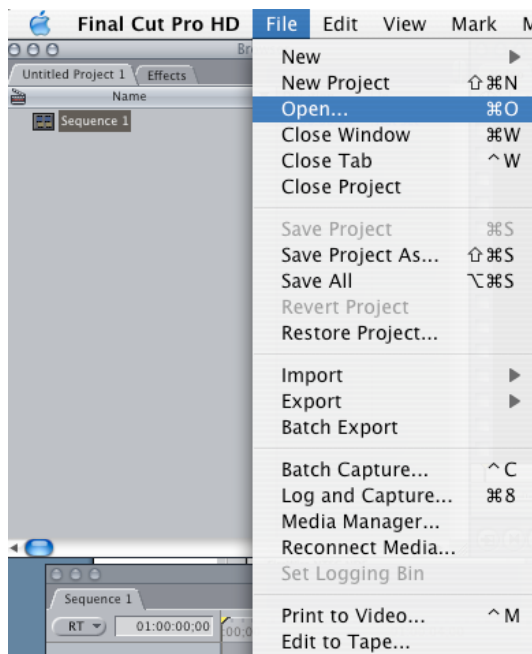 Final Cut Pro HD File Edit View Mark
Br
Untitled Project 1 Effects
Name
Sequence 1
New
New Project ⇧⌘N
Open... ⌘O
Close Window ⌘W
Close Tab ^W
Close Project
Save Project ⌘S
Save Project As... ⇧⌘S
Save All ⌥⌘S
Revert Project
Restore Project...
Import
Export
Batch Export
Batch Capture... ^C
Log and Capture... ⌘8
Media Manager...
Reconnect Media...
Set Logging Bin
Print to Video... ^M
Edit to Tape...
Sequence 1
RT 01:00:00;00